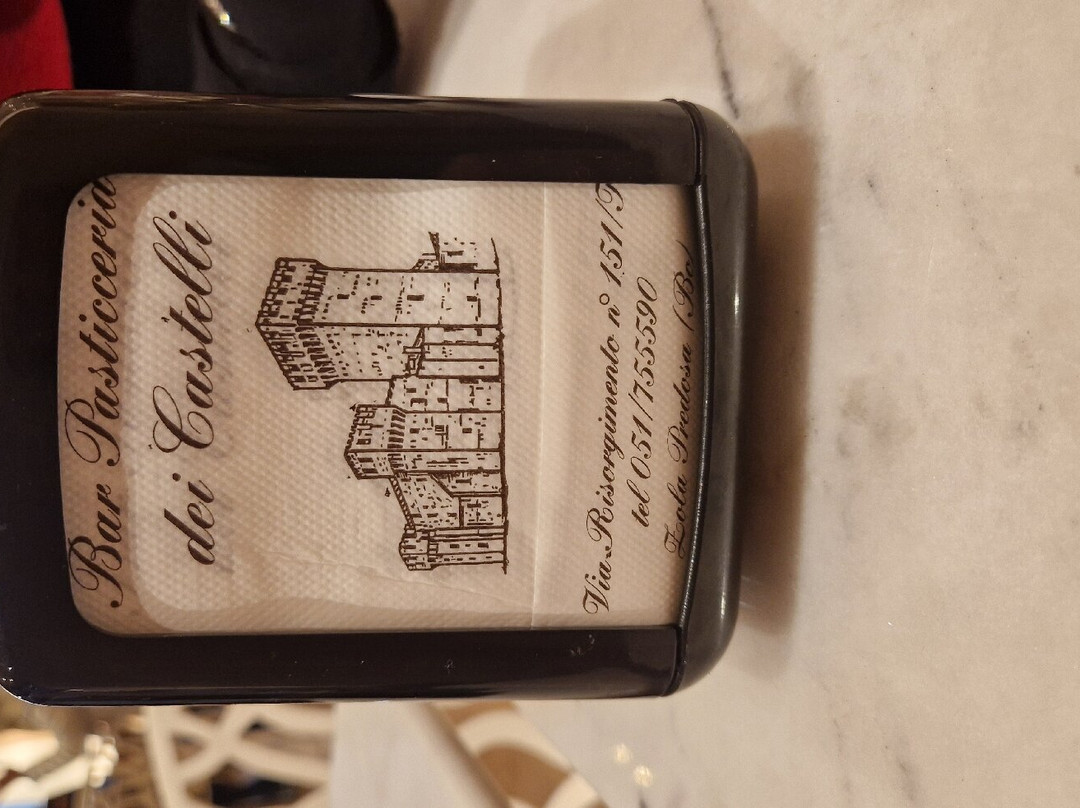 Bar Pasticceria
dei Castelli
Via Risorgimento n° 151/F
tel 051/755590
Zola Predosa (Bo)